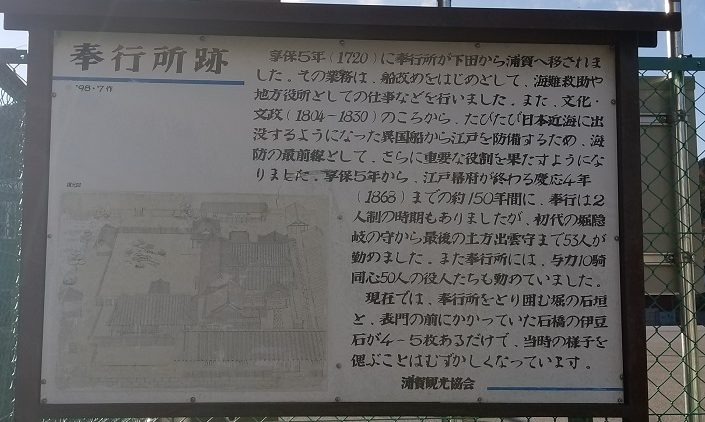 奉行所跡
'98・7作
享保5年(1720)に奉行所が下田から浦賀へ移されま
した。その業務は、船改めをはじめとして、海難救助や
地方役所としての仕事などを行いました。また、文化・
文政(1804-1830)のころから、たびたび日本近海に出
没するようになった異国船から江戸を防備するため、海
防の最前線として、さらに重要な役割を果たすようにな
りました。享保5年から、江戸幕府が終わる慶応4年
(1868)までの約150年間に、奉行は2
人制の時期もありましたが、初代の堀隠
岐の守から最後の土方出雲守まで53人が
勤めました。また奉行所には、与力10騎
同心50人の役人たちも勤めていました。
現在では、奉行所をとり囲む堀の石垣
と、表門の前にかかっていた石橋の伊豆
石が4-5枚あるだけで、当時の様子を
偲ぶことはむずかしくなっています。
浦賀観光協会